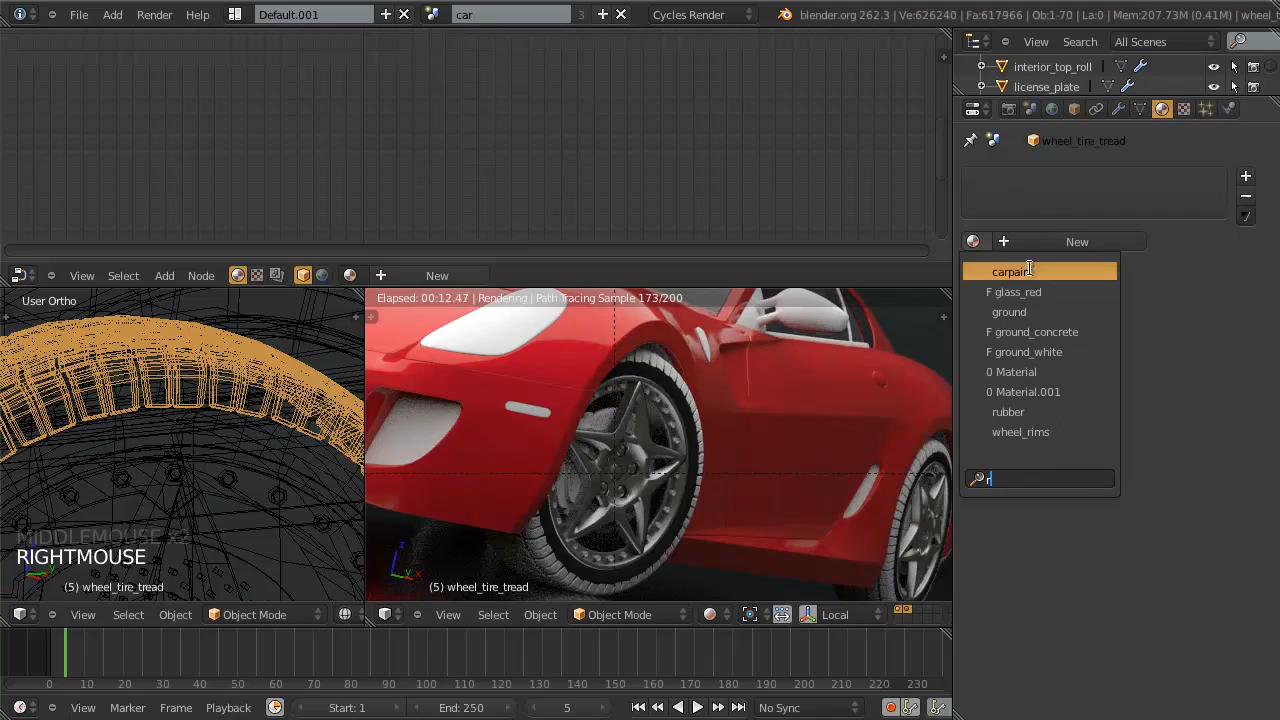 File Add Render Help Default.001 car 3 Cycles Render blender.org 262.3 | Ve:626240 | Fa:617966 | Ob:1-70 | La:0 | Mem:207.73M (0.41M) | wheel_t
View Search All Scenes
interior_top_roll
license_plate
wheel_tire_tread
New
carpain
F glass_red
ground
F ground_concrete
F ground_white
0 Material
0 Material.001
rubber
wheel_rims
r
View Select Add Node New
User Ortho
Elapsed: 00:12.47 | Rendering | Path Tracing Sample 173/200
MIDDLEMOUSE x2
RIGHTMOUSE
(5) wheel_tire_tread
(5) wheel_tire_tread
View Select Object Object Mode
View Select Object Object Mode Local
0 10 20 30 40 50 60 70 80 90 100 110 120 130 140 150 160 170 180 190 200 210 220 230
View Marker Frame Playback Start: 1 End: 250 5 No Sync